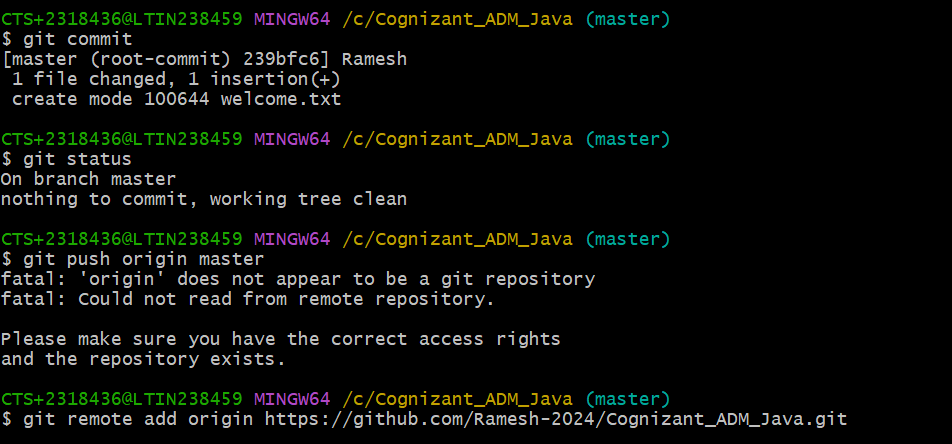 CTS+2318436@LTIN238459 MINGW64 /c/Cognizant_ADM_Java (master)
$ git commit
[master (root-commit) 239bfc6] Ramesh
 1 file changed, 1 insertion(+)
 create mode 100644 welcome.txt
CTS+2318436@LTIN238459 MINGW64 /c/Cognizant_ADM_Java (master)
$ git status
On branch master
nothing to commit, working tree clean
CTS+2318436@LTIN238459 MINGW64 /c/Cognizant_ADM_Java (master)
$ git push origin master
fatal: 'origin' does not appear to be a git repository
fatal: Could not read from remote repository.
Please make sure you have the correct access rights
and the repository exists.
CTS+2318436@LTIN238459 MINGW64 /c/Cognizant_ADM_Java (master)
$ git remote add origin https://github.com/Ramesh-2024/Cognizant_ADM_Java.git